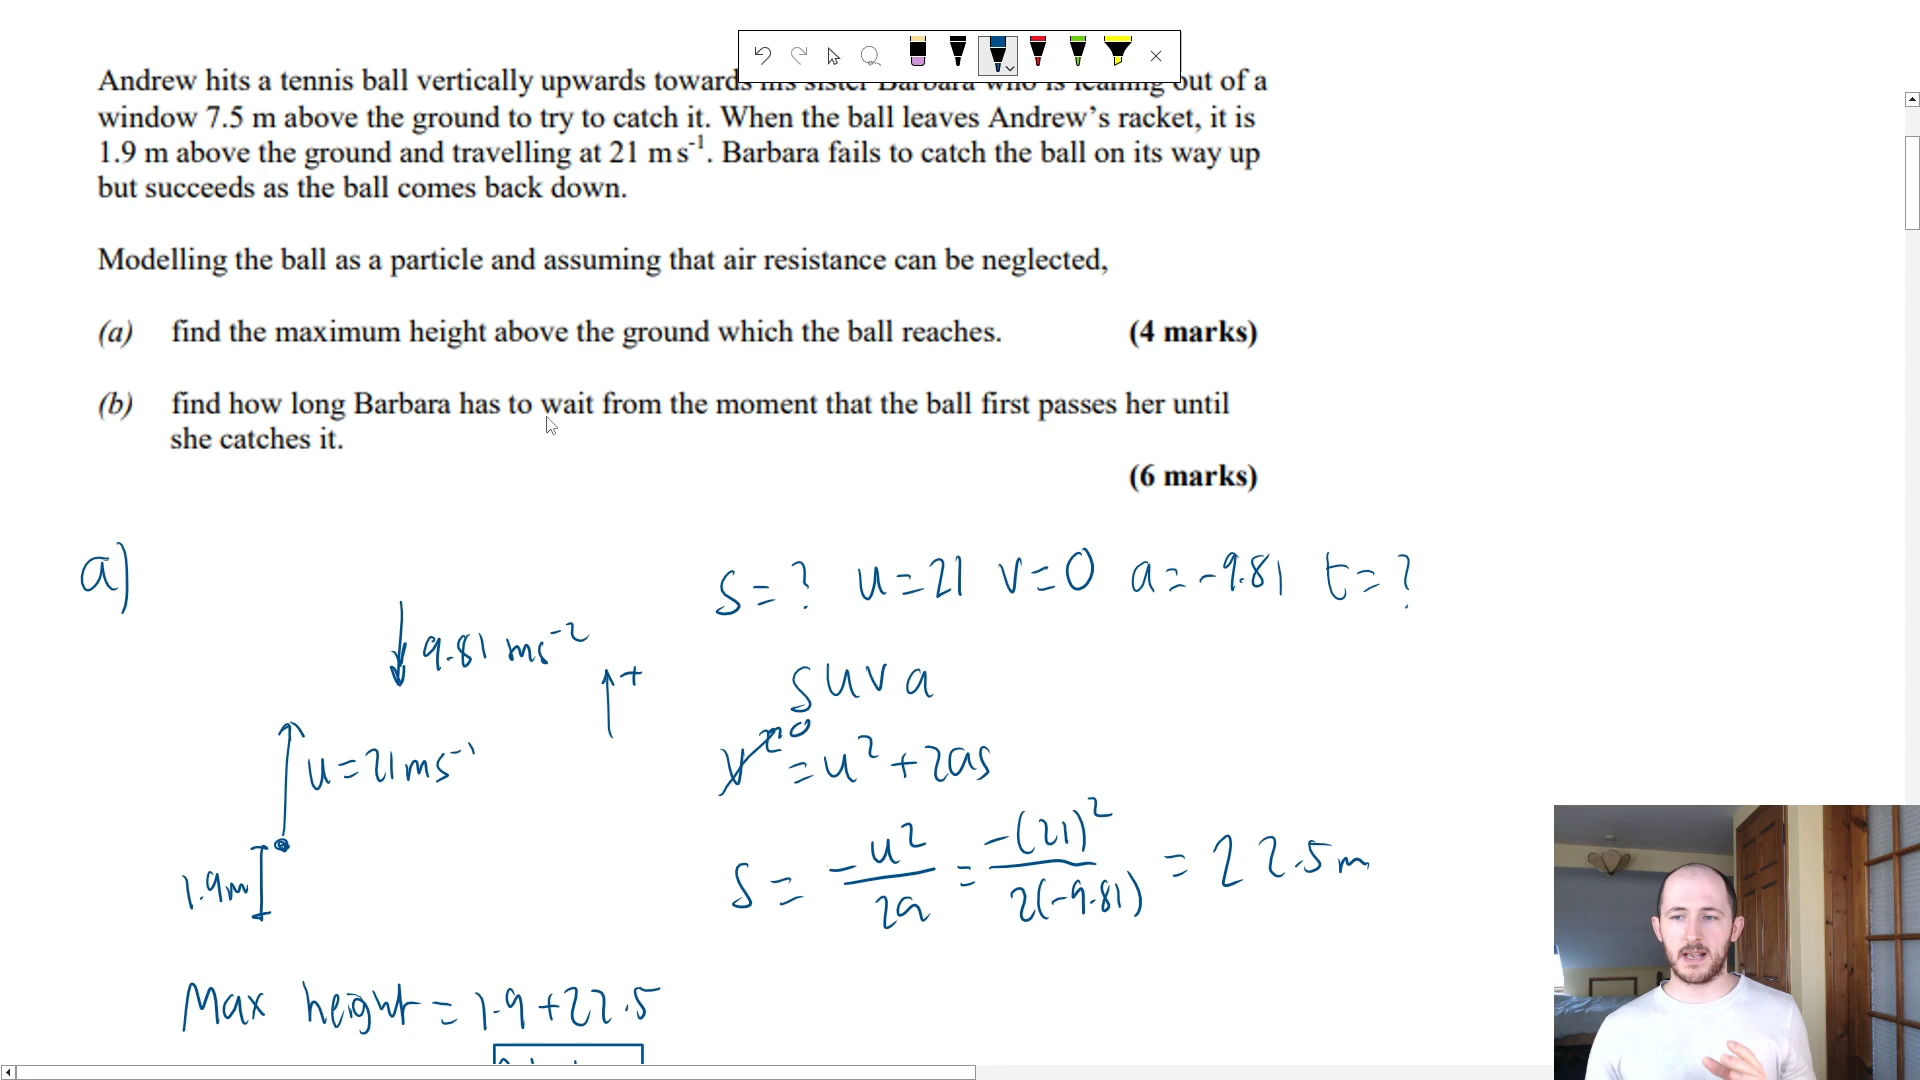 Andrew hits a tennis ball vertically upwards towards his sister Barbara who is leaning out of a
window 7.5 m above the ground to try to catch it. When the ball leaves Andrew’s racket, it is
1.9 m above the ground and travelling at 21 m s⁻¹. Barbara fails to catch the ball on its way up
but succeeds as the ball comes back down.
Modelling the ball as a particle and assuming that air resistance can be neglected,
(a) find the maximum height above the ground which the ball reaches. (4 marks)
(b) find how long Barbara has to wait from the moment that the ball first passes her until
she catches it.
(6 marks)
a)
9.81 ms⁻²
+
u=21ms⁻¹
1.9m
s=? u=21 v=0 a=-9.81 t=?
suva
v² =0 = u²+2as
s = -u²/2a = -(21)²/2(-9.81) = 22.5m
Max height = 1.9+22.5